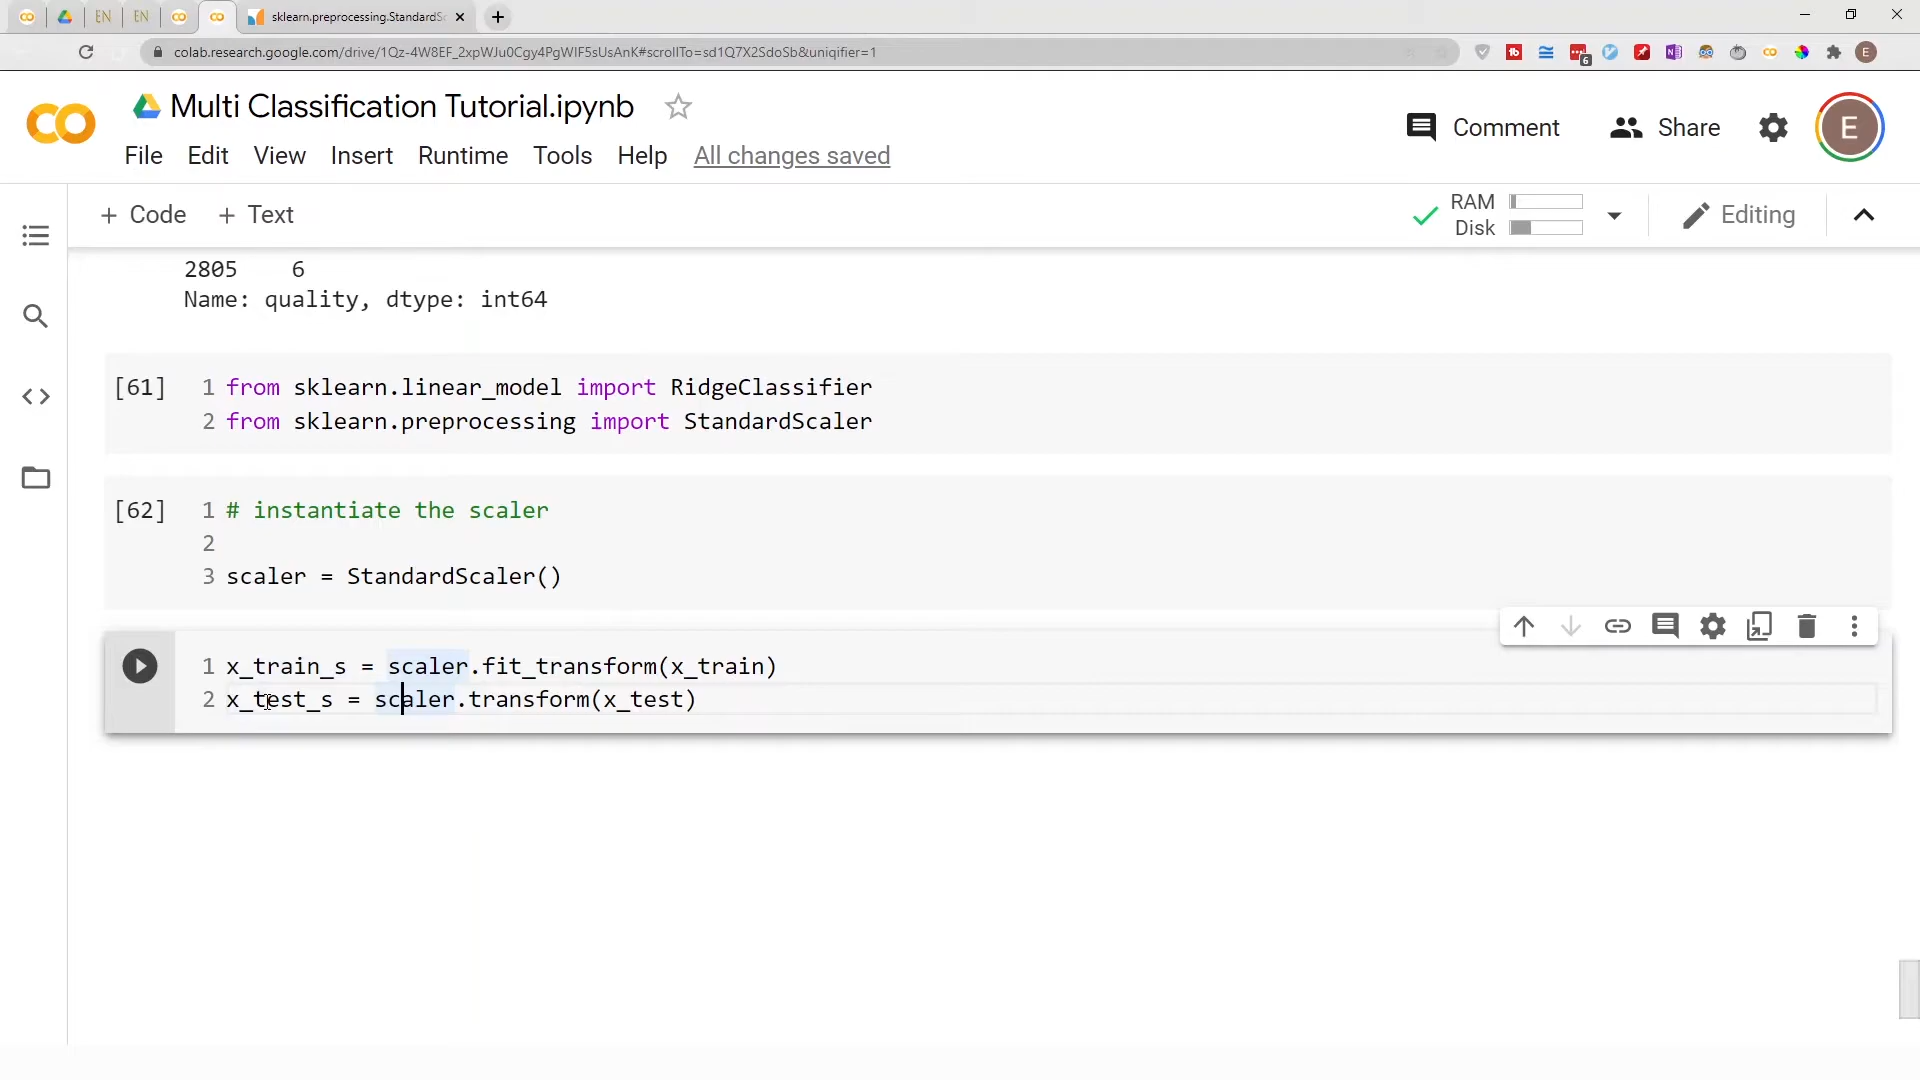 sklearn.preprocessing.StandardSc
colab.research.google.com/drive/1Qz-4W8EF_2xpWJu0Cgy4PgWIF5sUsAnK#scrollTo=sd1Q7X2SdoSb&uniqifier=1
6
E
Multi Classification Tutorial.ipynb
Comment
Share
E
File Edit View Insert Runtime Tools Help All changes saved
+ Code + Text
RAM
Disk
Editing
2805 6
Name: quality, dtype: int64
[61] 1 from sklearn.linear_model import RidgeClassifier
2 from sklearn.preprocessing import StandardScaler
[62] 1 # instantiate the scaler
2
3 scaler = StandardScaler()
1 x_train_s = scaler.fit_transform(x_train)
2 x_test_s = scaler.transform(x_test)